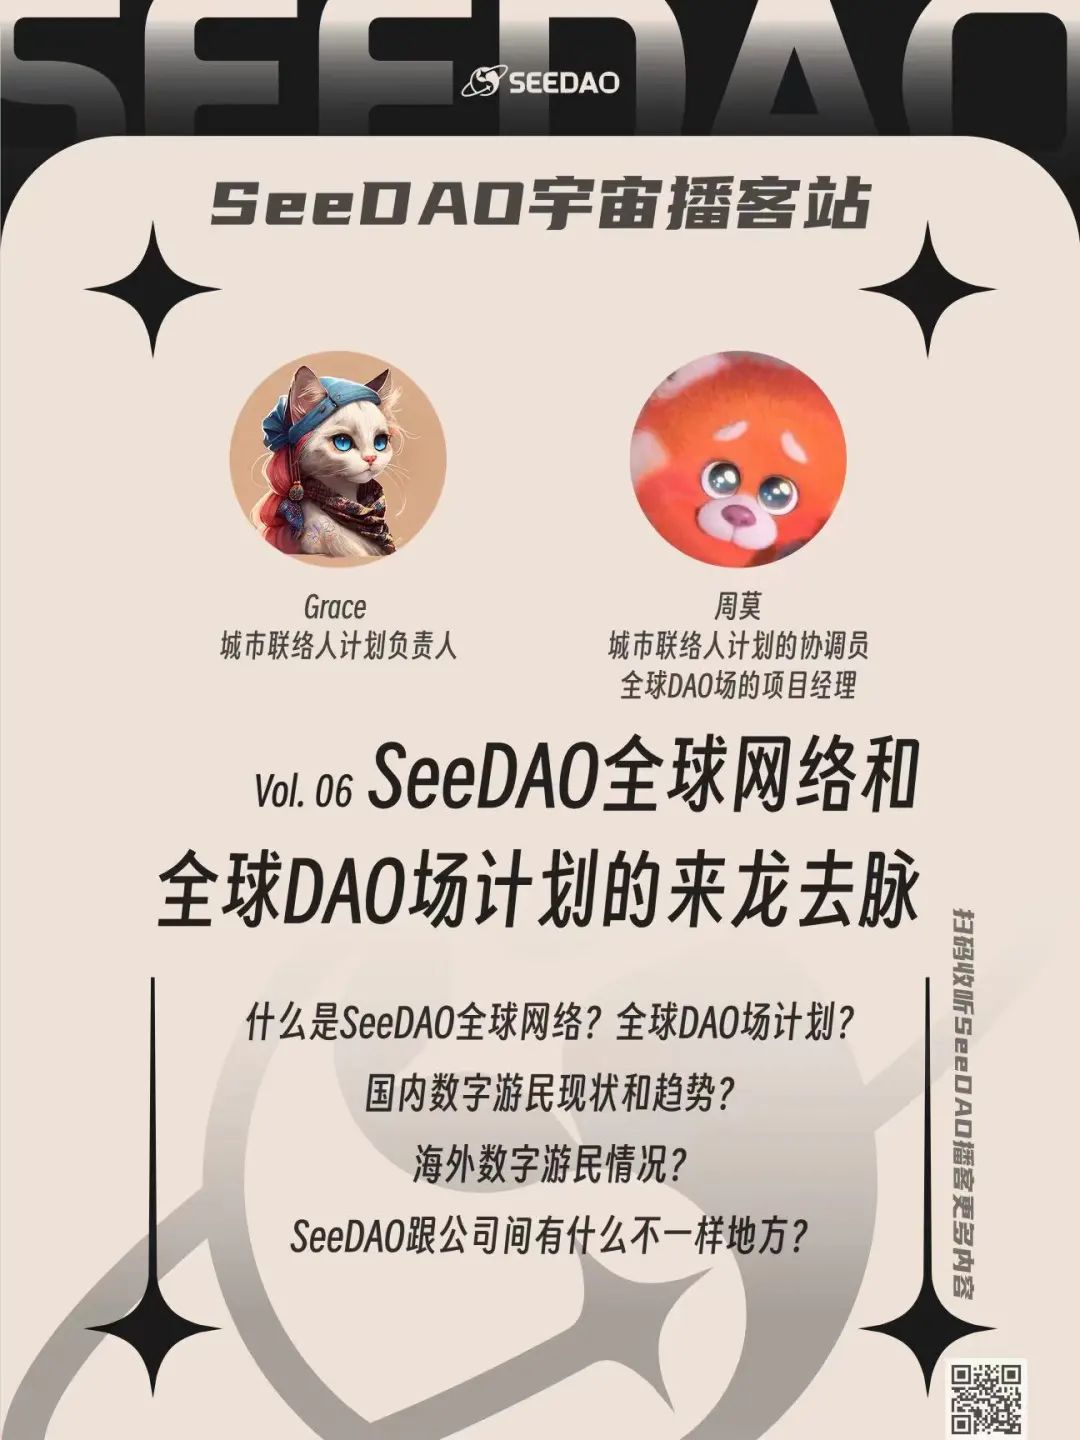 SEEDAO
SEEDAO
SeeDAO宇宙播客站
Grace
城市联络人计划负责人
周莫
城市联络人计划的协调员
全球DAO场的项目经理
Vol. 06 SeeDAO全球网络和
全球DAO场计划的来龙去脉
什么是SeeDAO全球网络？全球DAO场计划？
国内数字游民现状和趋势？
海外数字游民情况？
SeeDAO跟公司间有什么不一样地方？
扫码收听SeeDAO播客更多内容